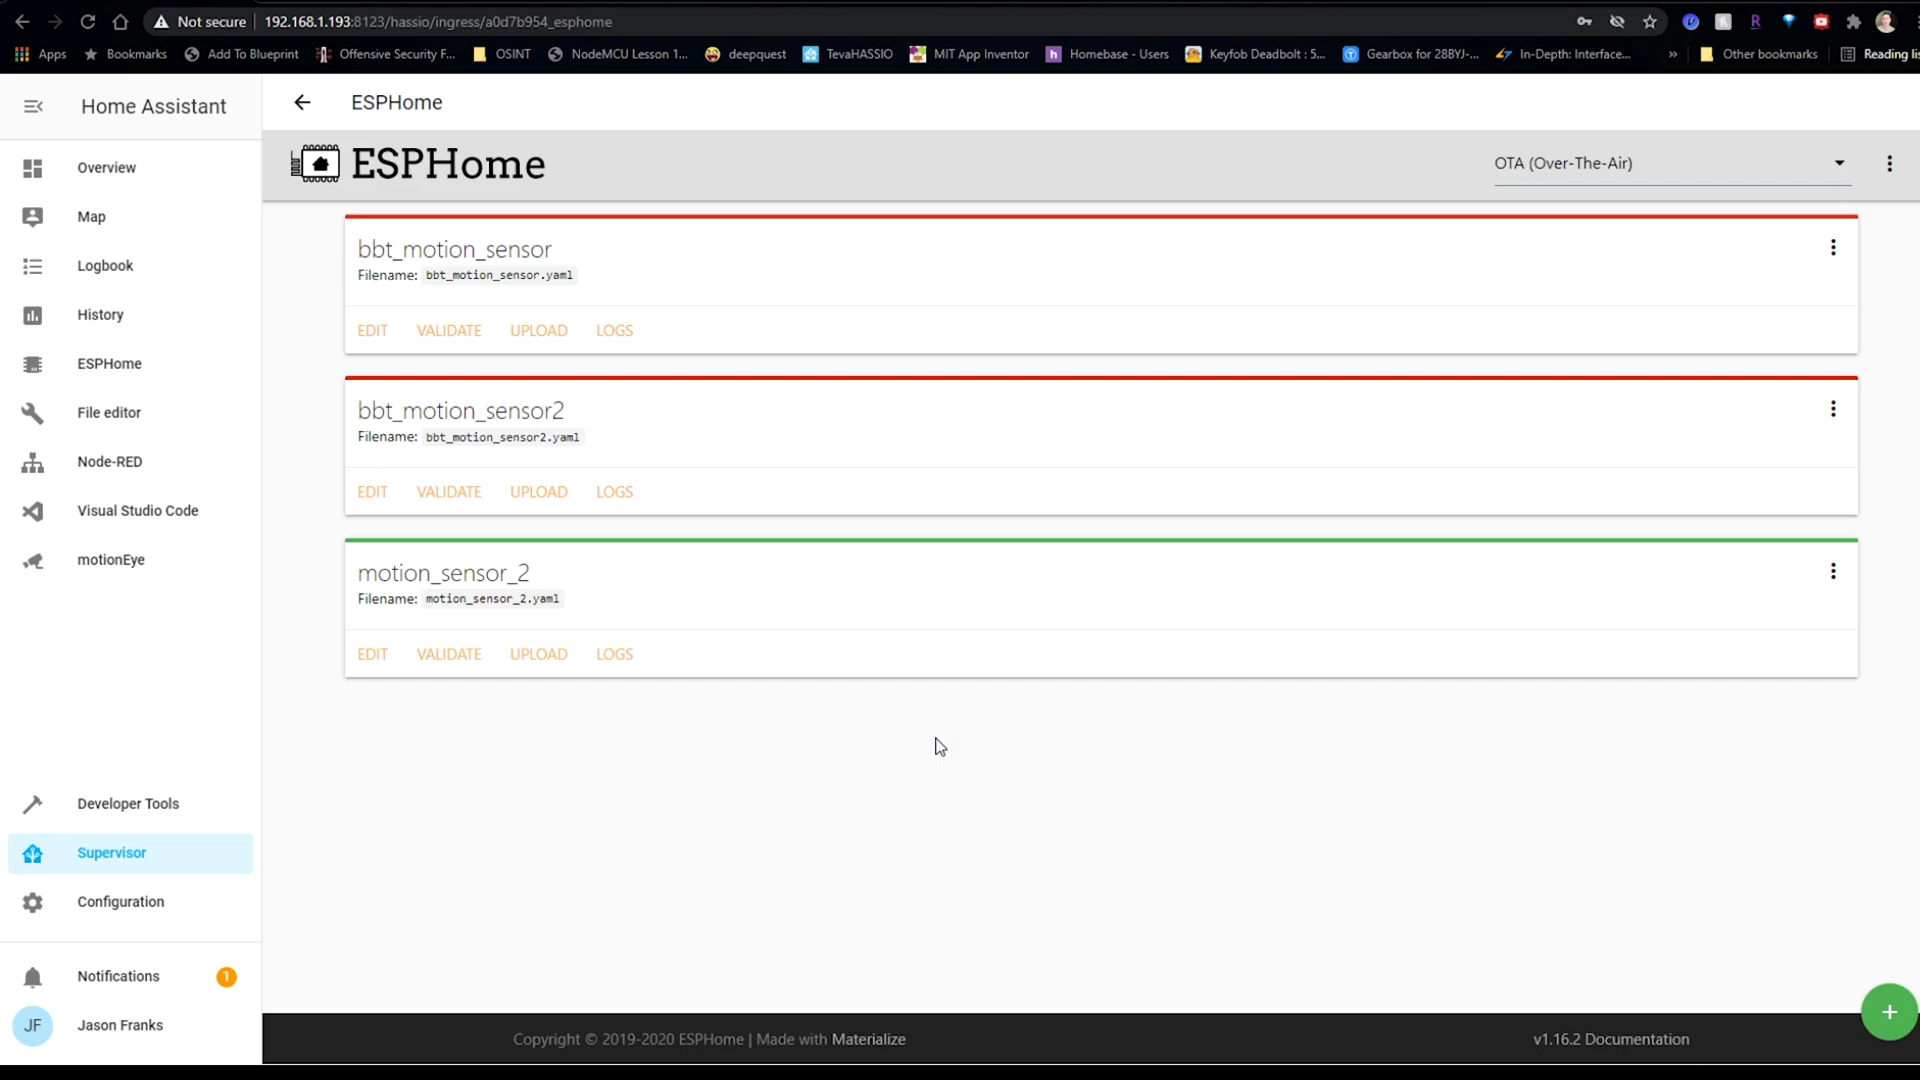 Not secure 192.168.1.193:8123/hassio/ingress/a0d7b954_esphome
Apps Bookmarks Add To Blueprint Offensive Security F... OSINT NodeMCU Lesson 1... deepquest TevaHASSIO MIT App Inventor Homebase - Users Keyfob Deadbolt : 5... Gearbox for 28BYJ-... In-Depth: Interface... » Other bookmarks Reading lis
Home Assistant
ESPHome
ESPHome
OTA (Over-The-Air)
Overview
Map
Logbook
History
ESPHome
File editor
Node-RED
Visual Studio Code
motionEye
Developer Tools
Supervisor
Configuration
Notifications 1
JF Jason Franks
bbt_motion_sensor
Filename: bbt_motion_sensor.yaml
EDIT VALIDATE UPLOAD LOGS
bbt_motion_sensor2
Filename: bbt_motion_sensor2.yaml
EDIT VALIDATE UPLOAD LOGS
motion_sensor_2
Filename: motion_sensor_2.yaml
EDIT VALIDATE UPLOAD LOGS
Copyright © 2019-2020 ESPHome | Made with Materialize
v1.16.2 Documentation